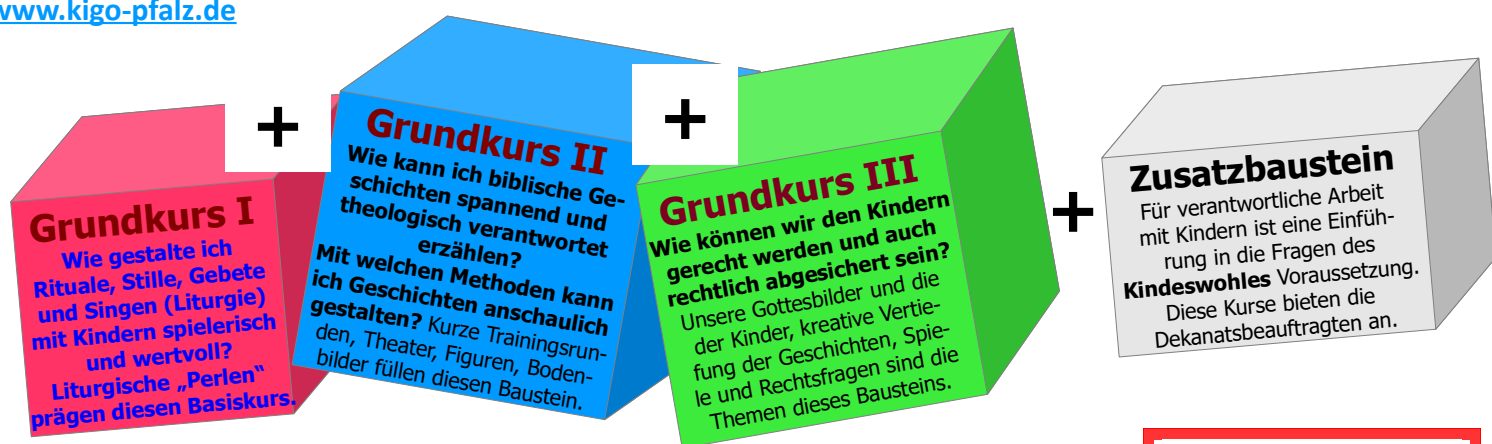 www.kigo-pfalz.de
+
+
+
Grundkurs I
Wie gestalte ich
Rituale, Stille, Gebete
und Singen (Liturgie)
mit Kindern spielerisch
und wertvoll?
Liturgische „Perlen“
prägen diesen Basiskurs.
Grundkurs II
Wie kann ich biblische Ge-
schichten spannend und
theologisch verantwortet
erzählen?
Mit welchen Methoden kann
ich Geschichten anschaulich
gestalten? Kurze Trainingsrun-
den, Theater, Figuren, Boden-
bilder füllen diesen Baustein.
Grundkurs III
Wie können wir den Kindern
gerecht werden und auch
rechtlich abgesichert sein?
Unsere Gottesbilder und die
der Kinder, kreative Vertie-
fung der Geschichten, Spie-
le und Rechtsfragen sind die
Themen dieses Bausteins.
Zusatzbaustein
Für verantwortliche Arbeit
mit Kindern ist eine Einfüh-
rung in die Fragen des
Kindeswohles Voraussetzung.
Diese Kurse bieten die
Dekanatsbeauftragten an.